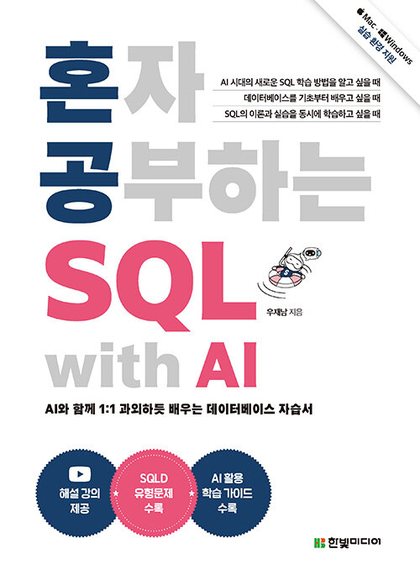 Mac · Windows
실습 환경 지원
혼자
공부하는
SQL
with AI
AI 시대의 새로운 SQL 학습 방법을 알고 싶을 때
데이터베이스를 기초부터 배우고 싶을 때
SQL의 이론과 실습을 동시에 학습하고 싶을 때
우재남 지음
AI와 함께 1:1 과외하듯 배우는 데이터베이스 자습서
해설 강의
제공
SQLD
유형문제
수록
AI 활용
학습 가이드
수록
한빛미디어